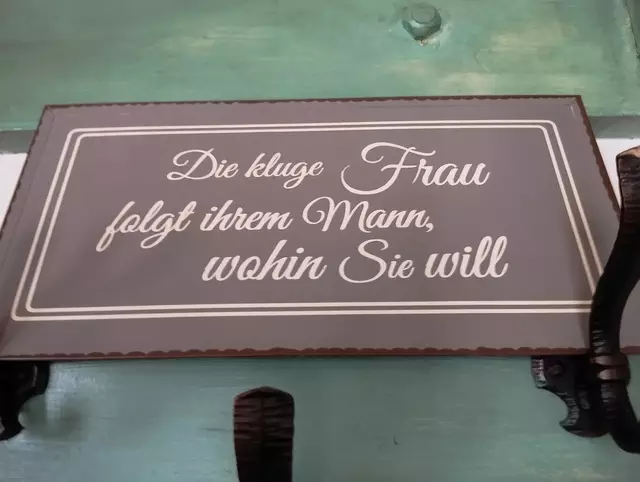 Die kluge Frau
folgt ihrem Mann,
wohin Sie will